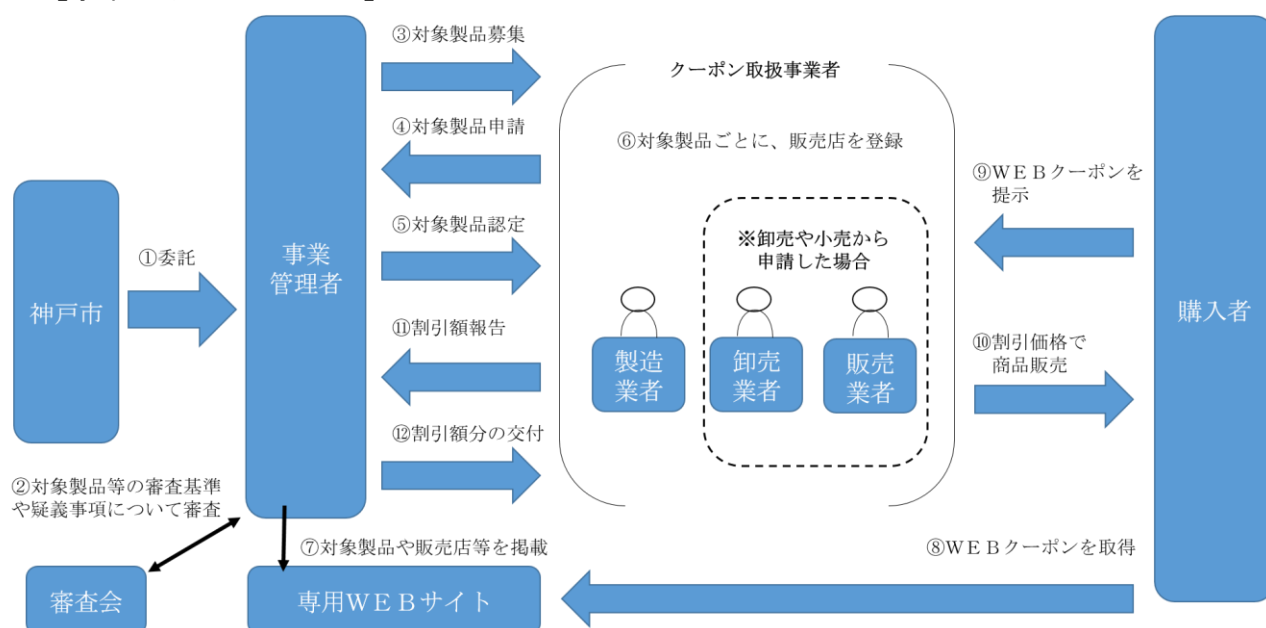 ③対象製品募集
クーポン取扱事業者
④対象製品申請
⑥対象製品ごとに、販売店を登録
⑨ＷＥＢクーポンを
提示
⑤対象製品認定
※卸売や小売から
申請した場合
①委託
事業
管理者
神戸市
購入者
⑪割引額報告
⑩割引価格で
商品販売
製造
業者
卸売
業者
販売
業者
⑫割引額分の交付
②対象製品等の審査基準
や疑義事項について審査
⑦対象製品や販売店等を掲載
⑧ＷＥＢクーポンを取得
審査会
専用ＷＥＢサイト